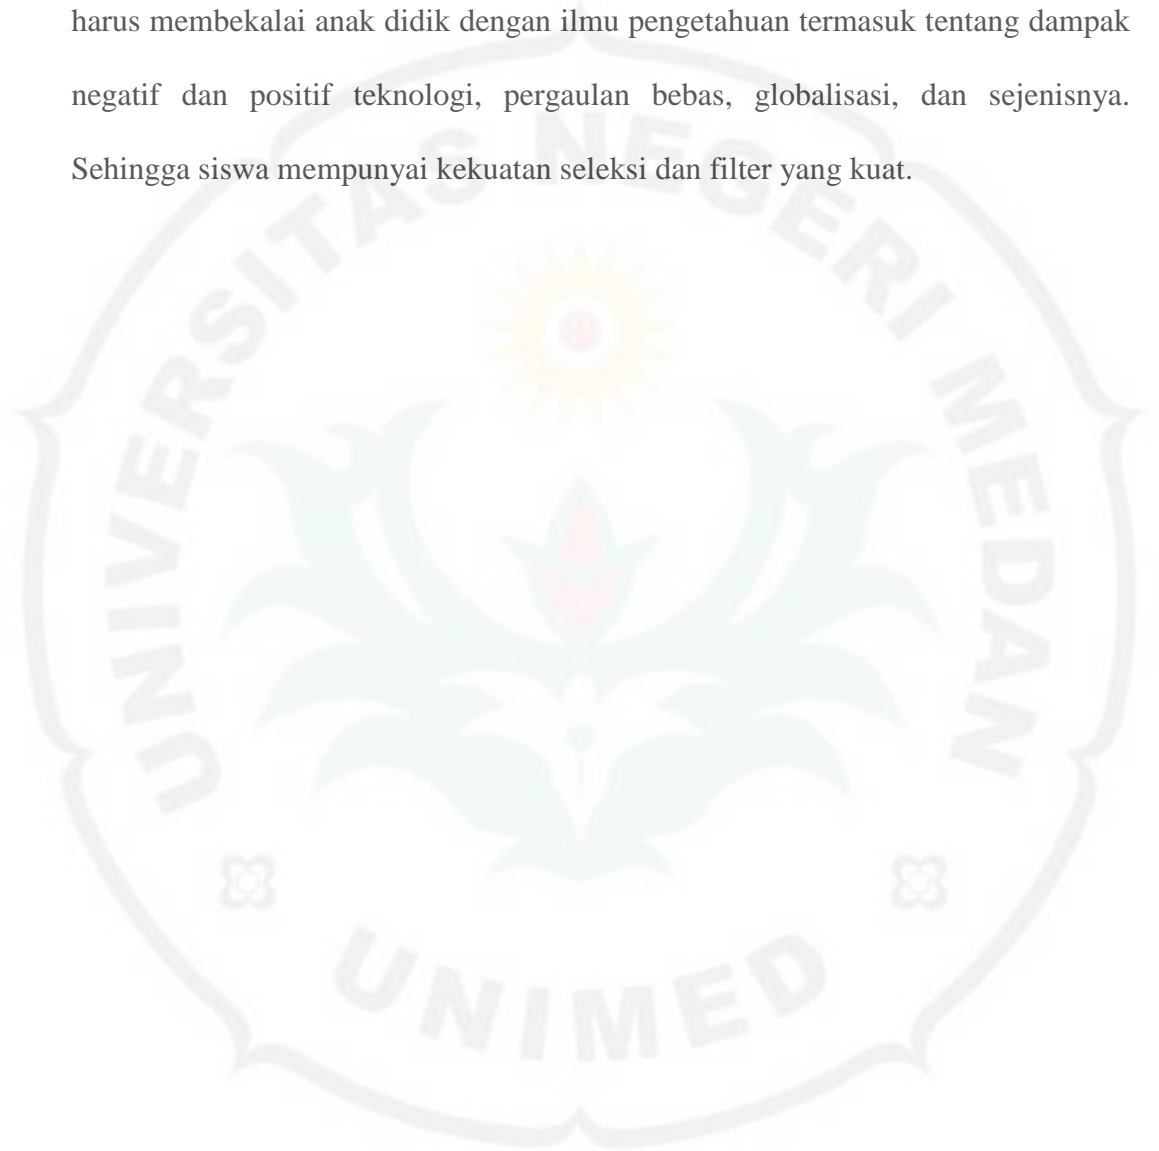 harus membekalai anak didik dengan ilmu pengetahuan termasuk tentang dampak
negatif dan positif teknologi, pergaulan bebas, globalisasi, dan sejenisnya.
Sehingga siswa mempunyai kekuatan seleksi dan filter yang kuat.
UNIVERSITAS NEGERI MEDAN
UNIMED